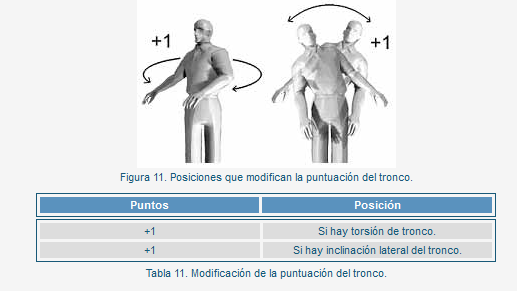 +1
+1
Figura 11. Posiciones que modifican la puntuación del tronco.
Puntos Posición
+1 Si hay torsión de tronco.
+1 Si hay inclinación lateral del tronco.
Tabla 11. Modificación de la puntuación del tronco.